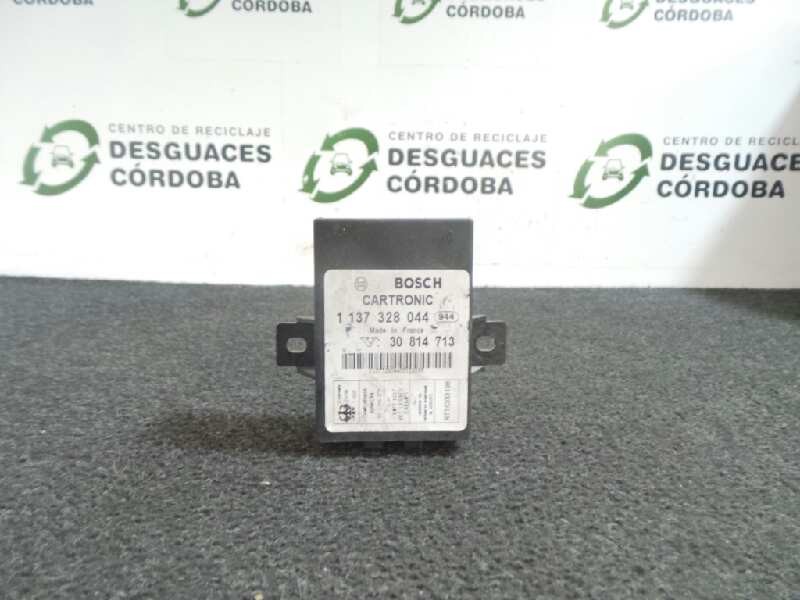 CÓRDOBA
DESGUACES
CÓRDOBA
CENTRO DE RECICLAJE
DESGUACES
CÓRDOBA
CENTRO DE RECICLAJE
DESGUACES
CÓRDOBA
CENTRO DE RECICLAJE
DESGUACES
CÓRDOBA
BOSCH
CARTRONIC
1 137 328 044 944
Made in France
30 814 713